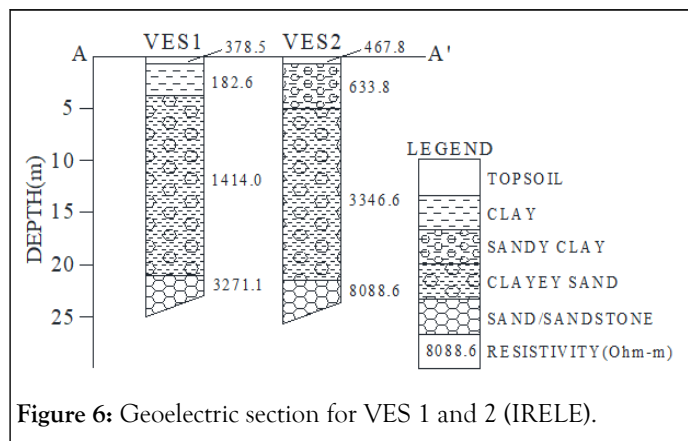 A VES1 378.5 VES2 467.8 A'
182.6 633.8
5
LEGEND
10
TOPSOIL
1414.0
CLAY
15
3346.6
SANDY CLAY
20
CLAYEY SAND
3271.1 8088.6
25
SAND/SANDSTONE
8088.6 RESISTIVITY(Ohm-m)
DEPTH(m)
Figure 6: Geoelectric section for VES 1 and 2 (IRELE).